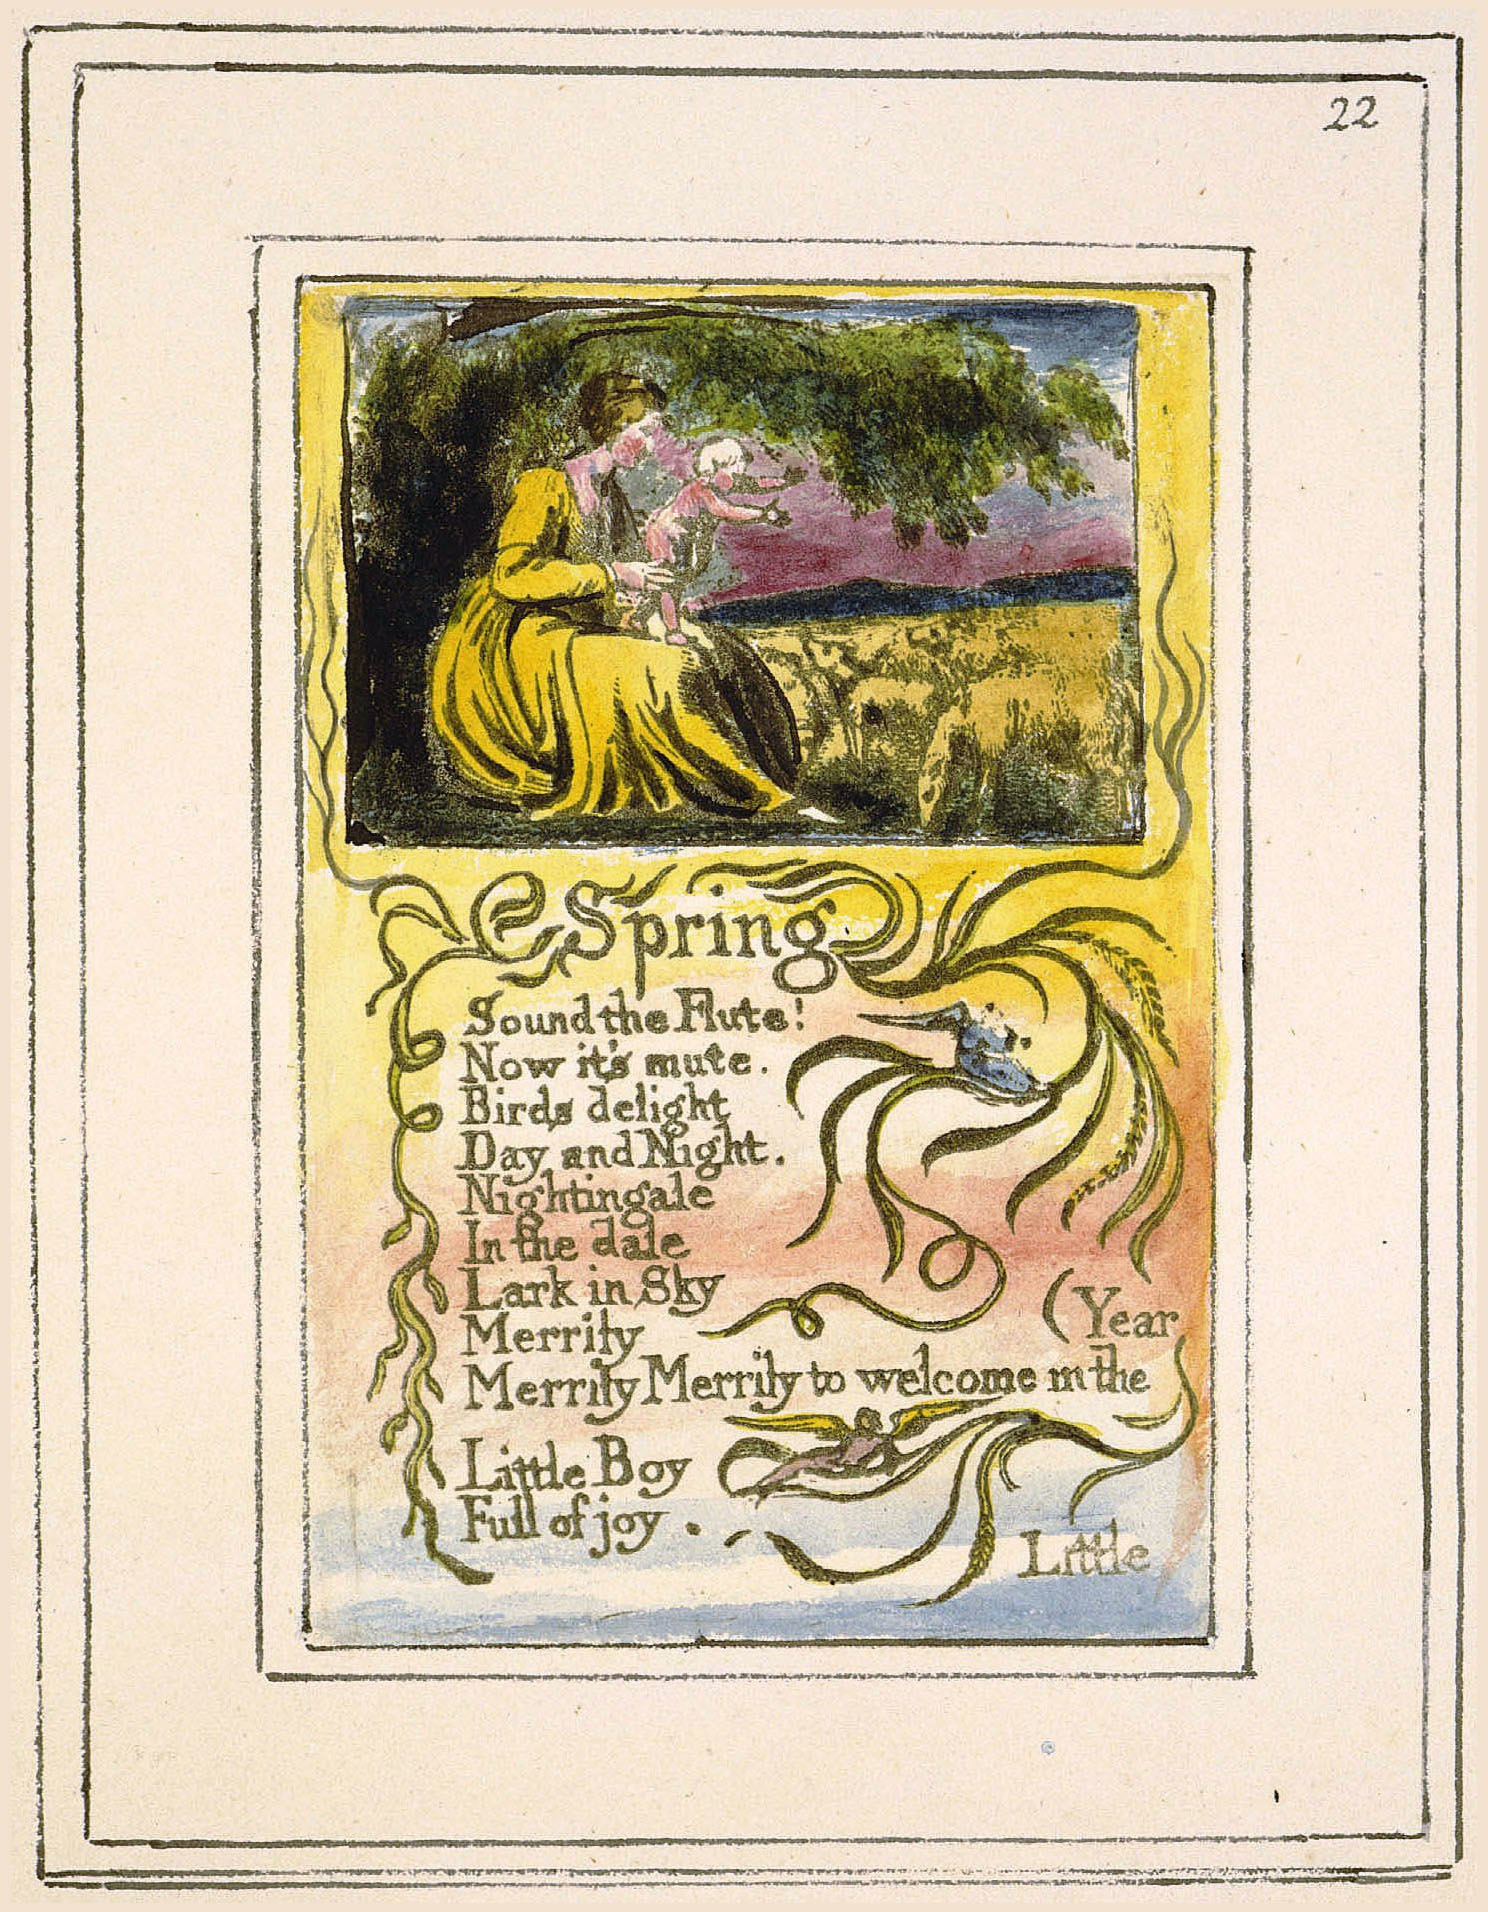 22
Spring
Sound the Flute!
Now it's mute.
Birds delight
Day and Night.
Nightingale
In the dale
Lark in Sky
Merrily
(Year
Merrily Merrily to welcome in the
Little Boy
Full of joy.
Little